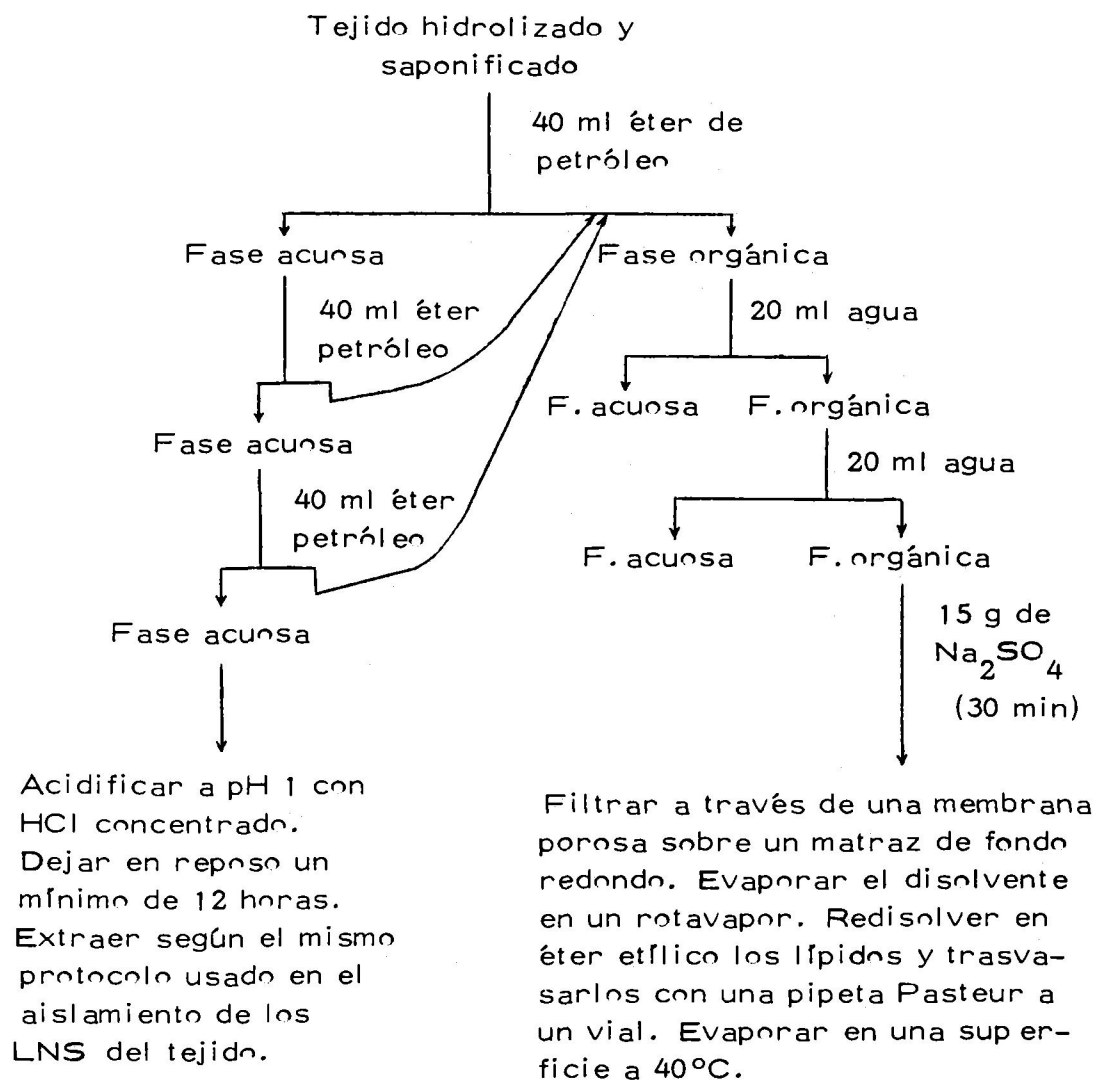 Tejido hidrolizado y
saponificado
40 ml éter de
petróleo
Fase acuosa
Fase orgánica
40 ml éter
petróleo
20 ml agua
F. acuosa
F. orgánica
Fase acuosa
20 ml agua
40 ml éter
petróleo
F. acuosa
F. orgánica
Fase acuosa
15 g de
Na2SO4
(30 min)
Acidificar a pH 1 con
HCl concentrado.
Dejar en reposo un
mínimo de 12 horas.
Extraer según el mismo
protocolo usado en el
aislamiento de los
LNS del tejido.
Filtrar a través de una membrana
porosa sobre un matraz de fondo
redondo. Evaporar el disolvente
en un rotavapor. Redisolver en
éter etílico los lípidos y trasva-
sarlos con una pipeta Pasteur a
un vial. Evaporar en una super-
ficie a 40ºC.